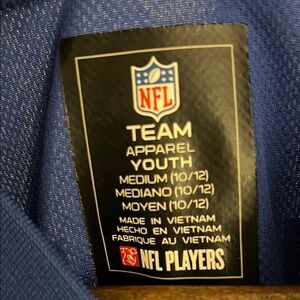 NFL
TEAM
APPAREL
YOUTH
MEDIUM (10/12)
MEDIANO (10/12)
MOYEN (10/12)
MADE IN VIETNAM
HECHO EN VIETNAM
FABRIQUE AU VIETNAM
NFL PLAYERS